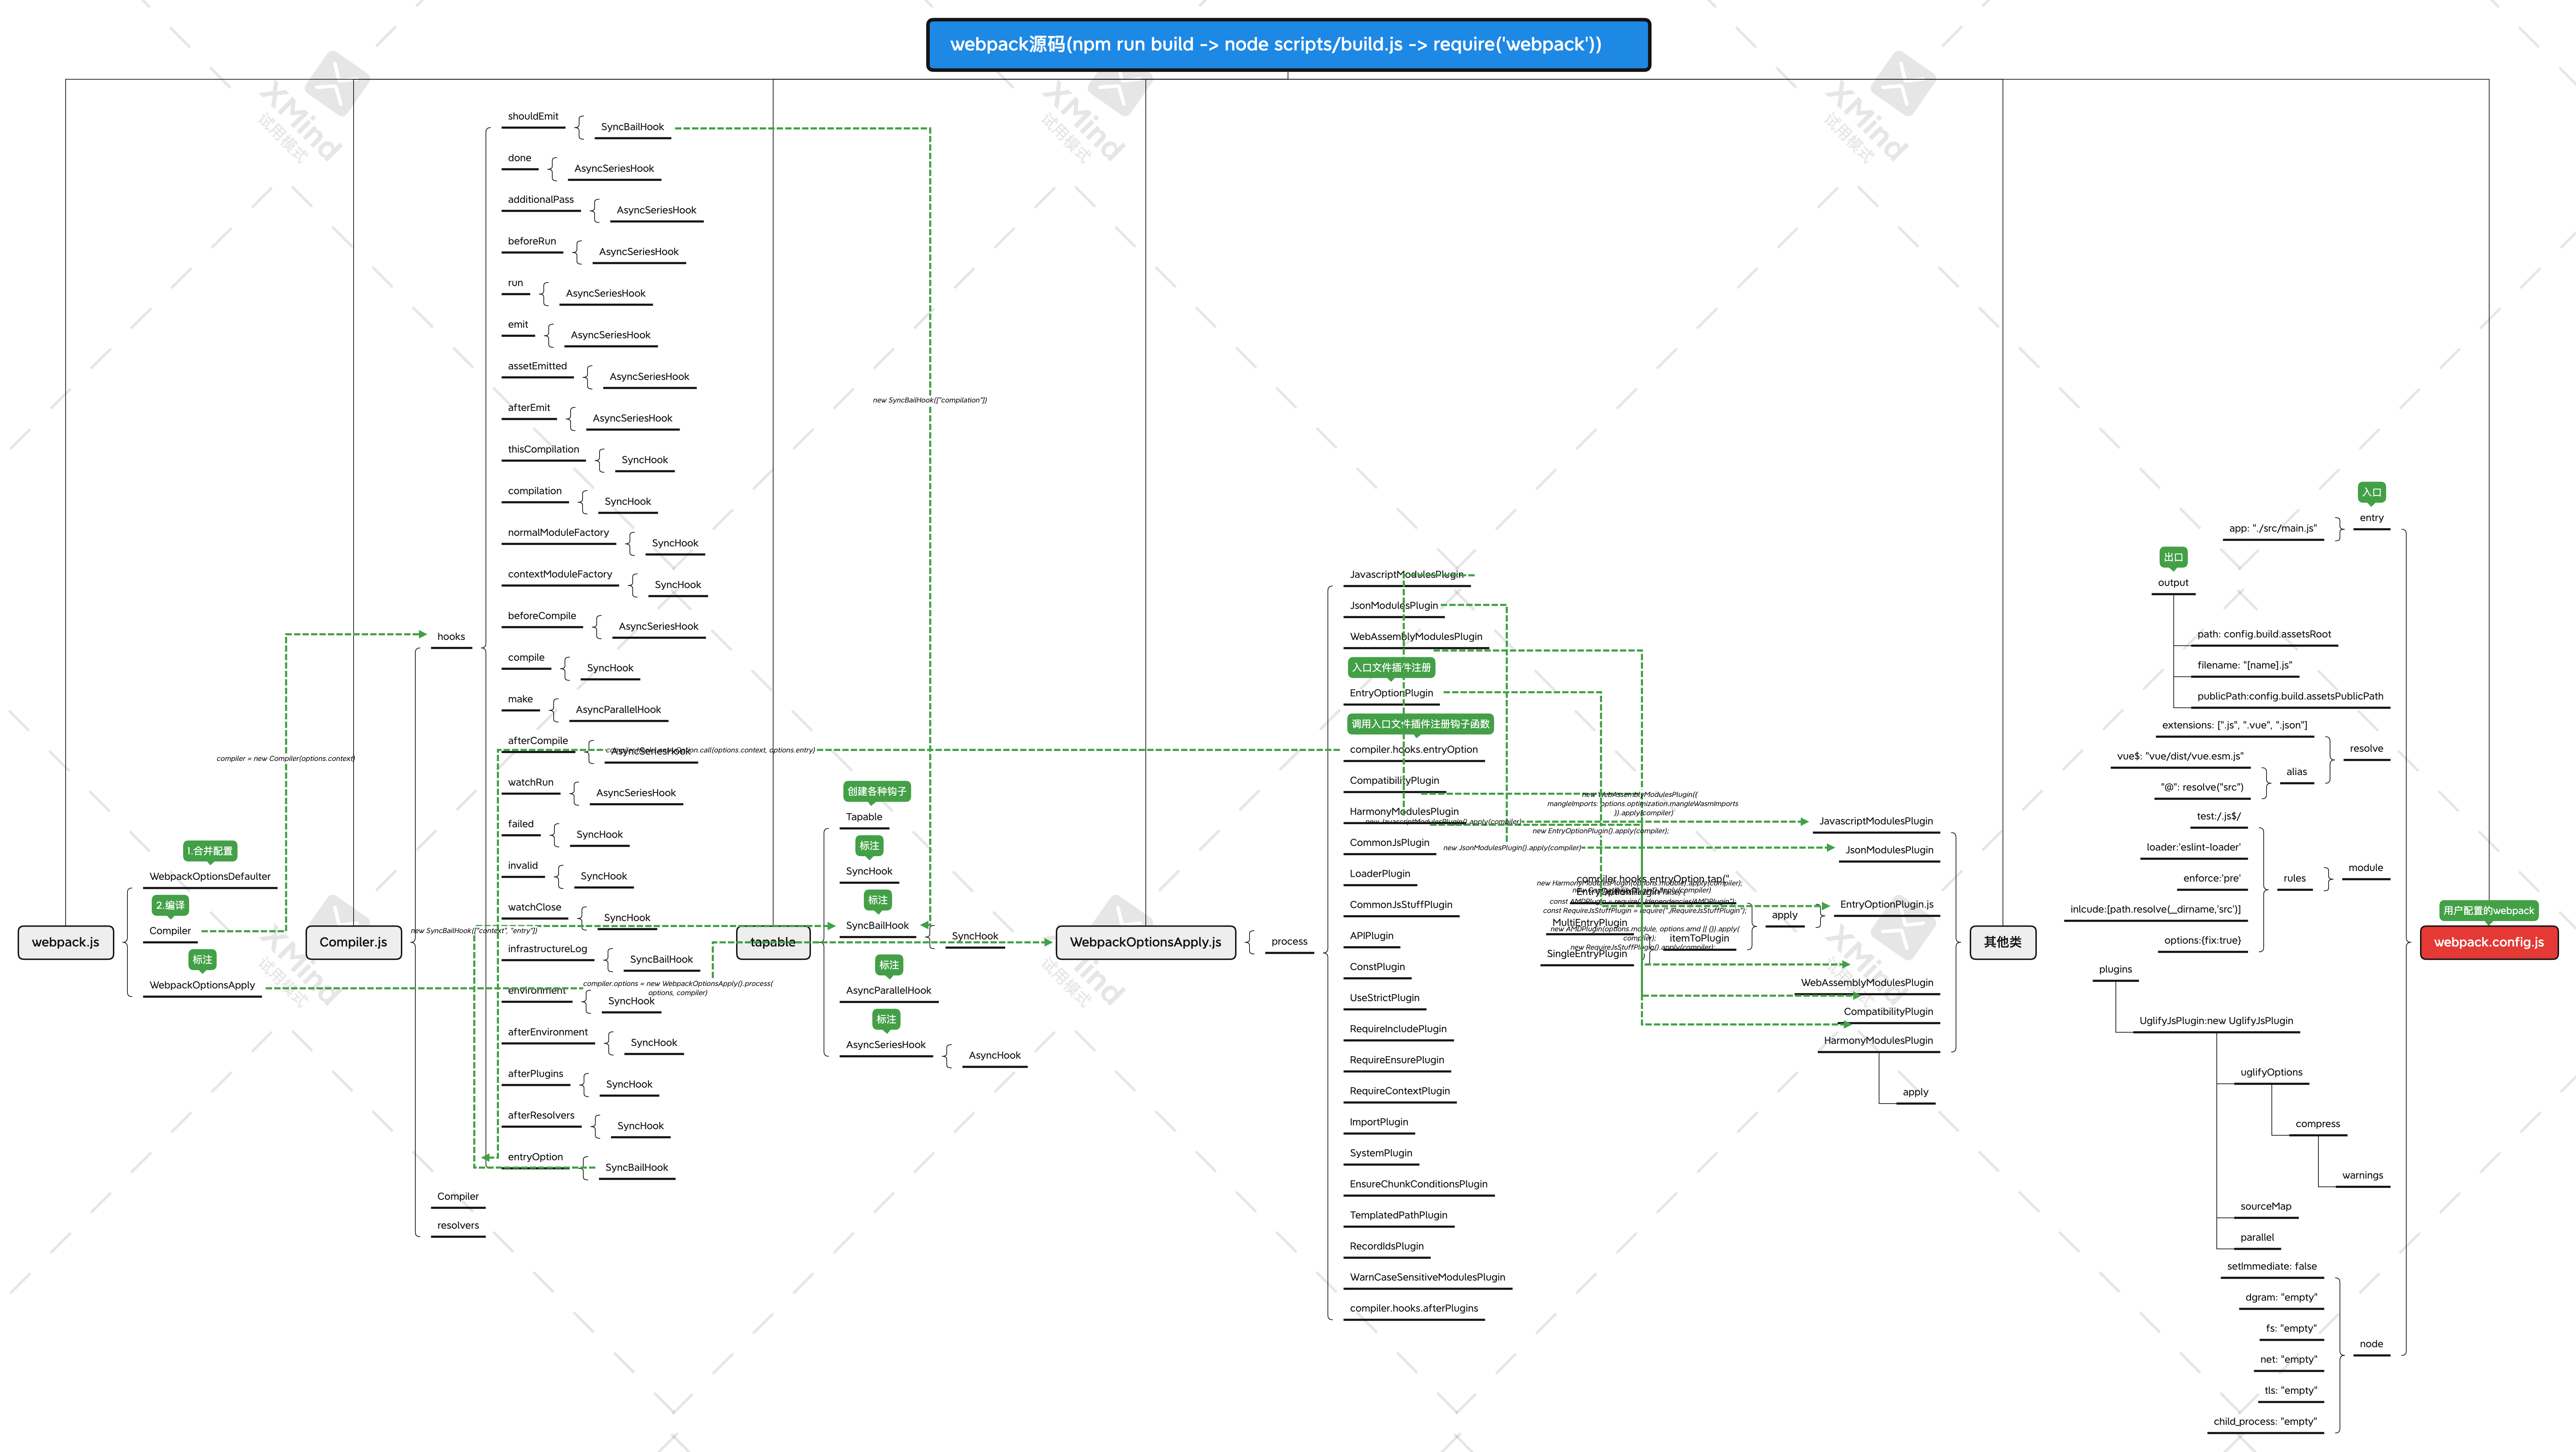 webpack源码(npm run build -> node scripts/build.js -> require('webpack'))
webpack.js
1.合并配置
WebpackOptionsDefaulter
2.编译
Compiler
标注
WebpackOptionsApply
compiler = new Compiler(options.context)
Compiler.js
hooks
shouldEmit
SyncBailHook
done
AsyncSeriesHook
additionalPass
AsyncSeriesHook
beforeRun
AsyncSeriesHook
run
AsyncSeriesHook
emit
AsyncSeriesHook
assetEmitted
AsyncSeriesHook
afterEmit
AsyncSeriesHook
thisCompilation
SyncHook
compilation
SyncHook
normalModuleFactory
SyncHook
contextModuleFactory
SyncHook
beforeCompile
AsyncSeriesHook
compile
SyncHook
make
AsyncParallelHook
afterCompile
AsyncSeriesHook
watchRun
AsyncSeriesHook
failed
SyncHook
invalid
SyncHook
watchClose
SyncHook
infrastructureLog
SyncBailHook
environment
SyncHook
afterEnvironment
SyncHook
afterPlugins
SyncHook
afterResolvers
SyncHook
entryOption
SyncBailHook
Compiler
resolvers
new SyncBailHook(["compilation"])
new SyncBailHook(["context", "entry"])
compiler.options = new WebpackOptionsApply().process(
options, compiler)
tapable
创建各种钩子
Tapable
标注
SyncHook
标注
SyncBailHook
SyncHook
标注
AsyncParallelHook
标注
AsyncSeriesHook
AsyncHook
WebpackOptionsApply.js
process
JavascriptModulesPlugin
JsonModulesPlugin
WebAssemblyModulesPlugin
入口文件插件注册
EntryOptionPlugin
调用入口文件插件注册钩子函数
compiler.hooks.entryOption
CompatibilityPlugin
HarmonyModulesPlugin
CommonJsPlugin
LoaderPlugin
CommonJsStuffPlugin
APIPlugin
ConstPlugin
UseStrictPlugin
RequireIncludePlugin
RequireEnsurePlugin
RequireContextPlugin
ImportPlugin
SystemPlugin
EnsureChunkConditionsPlugin
TemplatedPathPlugin
RecordIdsPlugin
WarnCaseSensitiveModulesPlugin
compiler.hooks.afterPlugins
new WebAssemblyModulesPlugin({
mangleImports: options.optimization.mangleWasmImports
}).apply(compiler)
new JavascriptModulesPlugin().apply(compiler)
new EntryOptionPlugin().apply(compiler);
new JsonModulesPlugin().apply(compiler)
compiler.hooks.entryOption.tap("
new HarmonyModulesPlugin(options.module).apply(compiler);
const AMDPlugin = require("./dependencies/AMDPlugin");
const RequireJsStuffPlugin = require("./RequireJsStuffPlugin");
MultiEntryPlugin
new AMDPlugin(options.module, options.amd || {}).apply(
compiler);
new RequireJsStuffPlugin().apply(compiler);
SingleEntryPlugin
itemToPlugin
apply
其他类
JavascriptModulesPlugin
JsonModulesPlugin
EntryOptionPlugin.js
WebAssemblyModulesPlugin
CompatibilityPlugin
HarmonyModulesPlugin
apply
用户配置的webpack
webpack.config.js
入口
entry
app: "./src/main.js"
出口
output
path: config.build.assetsRoot
filename: "[name].js"
publicPath:config.build.assetsPublicPath
resolve
extensions: [".js", ".vue", ".json"]
alias
vue$: "vue/dist/vue.esm.js"
"@": resolve("src")
module
rules
test:/.js$/
loader:'eslint-loader'
enforce:'pre'
inlcude:[path.resolve(__dirname,'src')]
options:{fix:true}
plugins
UglifyJsPlugin:new UglifyJsPlugin
uglifyOptions
compress
warnings
sourceMap
parallel
node
setImmediate: false
dgram: "empty"
fs: "empty"
net: "empty"
tls: "empty"
child_process: "empty"
XMind
试用模式
XMind
试用模式
XMind
试用模式